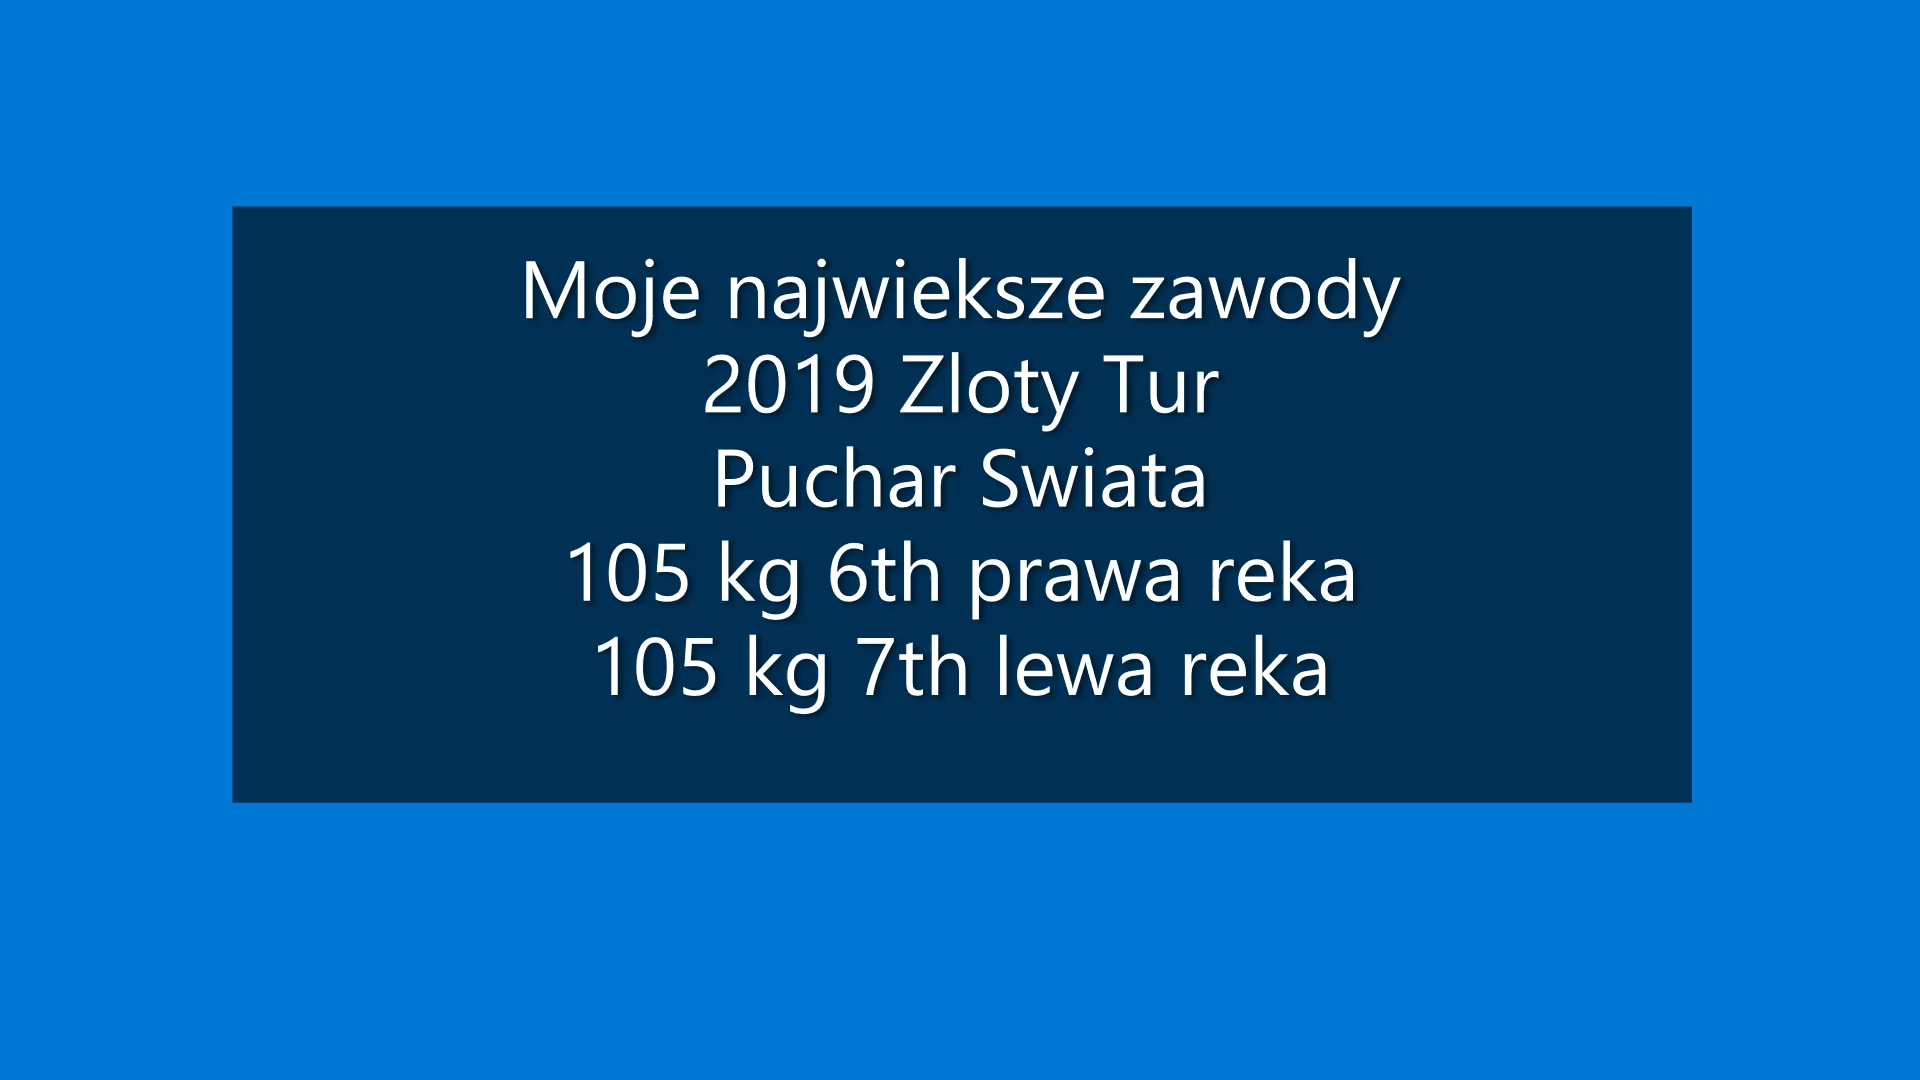 Moje najwieksze zawody
2019 Zloty Tur
Puchar Swiata
105 kg 6th prawa reka
105 kg 7th lewa reka